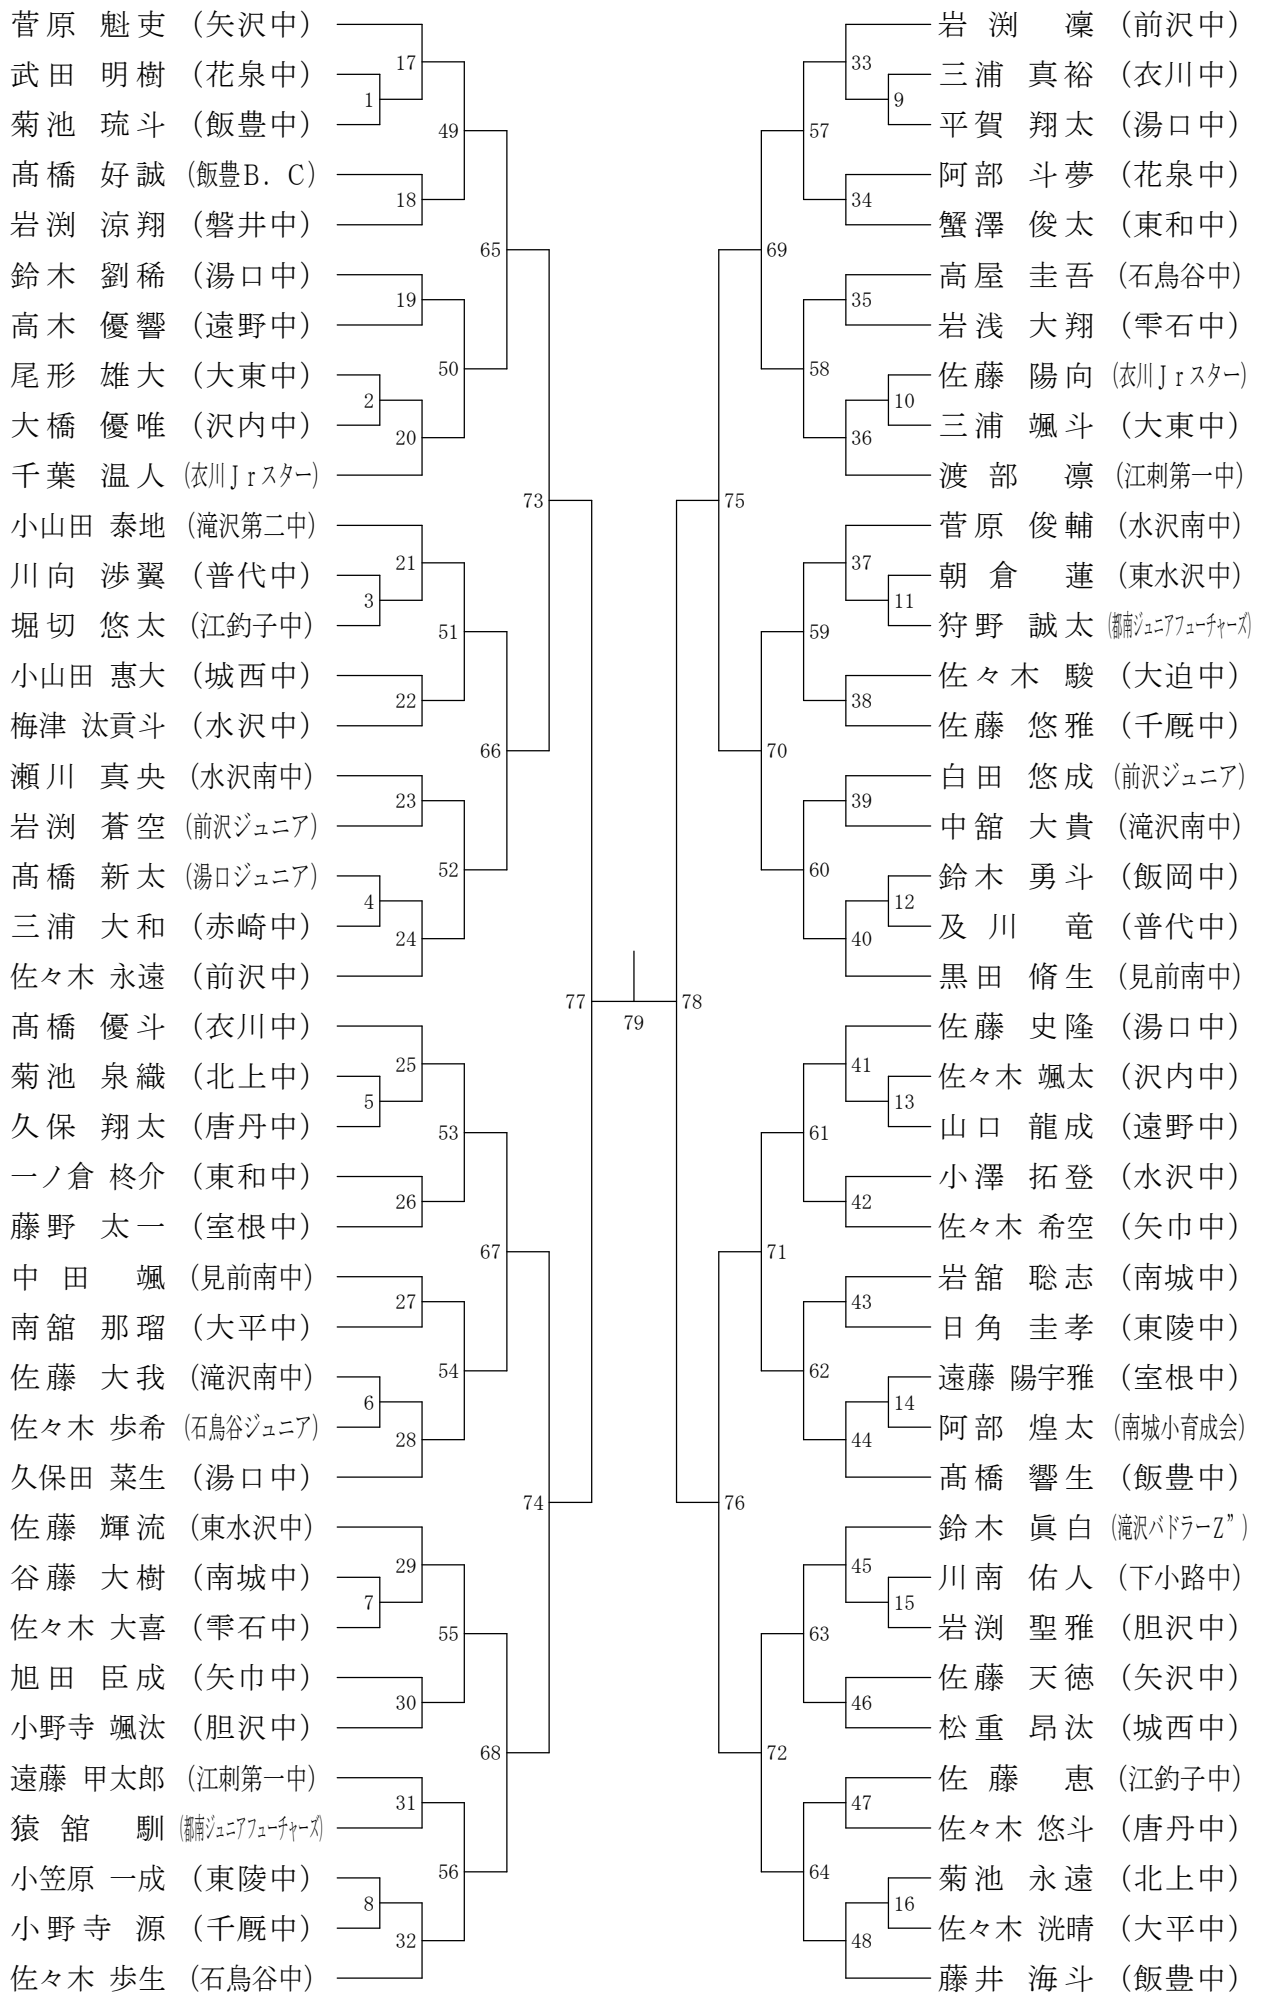 菅原 魁吏 (矢沢中)
武田 明樹 (花泉中)
菊池 琉斗 (飯豊中)
髙橋 好誠 (飯豊B. C)
岩渕 涼翔 (磐井中)
鈴木 劉稀 (湯口中)
高木 優響 (遠野中)
尾形 雄大 (大東中)
大橋 優唯 (沢内中)
千葉 温人 (衣川Jrスター)
小山田 泰地 (滝沢第二中)
川向 渉翼 (普代中)
堀切 悠太 (江釣子中)
小山田 惠大 (城西中)
梅津 汰貢斗 (水沢中)
瀬川 真央 (水沢南中)
岩渕 蒼空 (前沢ジュニア)
髙橋 新太 (湯口ジュニア)
三浦 大和 (赤崎中)
佐々木 永遠 (前沢中)
髙橋 優斗 (衣川中)
菊池 泉織 (北上中)
久保 翔太 (唐丹中)
一ノ倉 柊介 (東和中)
藤野 太一 (室根中)
中田 颯 (見前南中)
南舘 那瑠 (大平中)
佐藤 大我 (滝沢南中)
佐々木 歩希 (石鳥谷ジュニア)
久保田 菜生 (湯口中)
佐藤 輝流 (東水沢中)
谷藤 大樹 (南城中)
佐々木 大喜 (雫石中)
旭田 臣成 (矢巾中)
小野寺 颯汰 (胆沢中)
遠藤 甲太郎 (江刺第一中)
猿舘 馴 (都南ジュニアフューチャーズ)
小笠原 一成 (東陵中)
小野寺 源 (千厩中)
佐々木 歩生 (石鳥谷中)
1
2
3
4
5
6
7
8
17
18
19
20
21
22
23
24
25
26
27
28
29
30
31
32
49
50
51
52
53
54
55
56
65
66
67
68
73
74
77
79
78
75
76
69
70
71
72
57
58
59
60
61
62
63
64
33
34
35
36
37
38
39
40
41
42
43
44
45
46
47
48
9
10
11
12
13
14
15
16
岩渕 凜 (前沢中)
三浦 真裕 (衣川中)
平賀 翔太 (湯口中)
阿部 斗夢 (花泉中)
蟹澤 俊太 (東和中)
高屋 圭吾 (石鳥谷中)
岩浅 大翔 (雫石中)
佐藤 陽向 (衣川Jrスター)
三浦 颯斗 (大東中)
渡部 凛 (江刺第一中)
菅原 俊輔 (水沢南中)
朝倉 蓮 (東水沢中)
狩野 誠太 (都南ジュニアフューチャーズ)
佐々木 駿 (大迫中)
佐藤 悠雅 (千厩中)
白田 悠成 (前沢ジュニア)
中舘 大貴 (滝沢南中)
鈴木 勇斗 (飯岡中)
及川 竜 (普代中)
黒田 脩生 (見前南中)
佐藤 史隆 (湯口中)
佐々木 颯太 (沢内中)
山口 龍成 (遠野中)
小澤 拓登 (水沢中)
佐々木 希空 (矢巾中)
岩舘 聡志 (南城中)
日角 圭孝 (東陵中)
遠藤 陽宇雅 (室根中)
阿部 煌太 (南城小育成会)
髙橋 響生 (飯豊中)
鈴木 眞白 (滝沢バドラーZ”)
川南 佑人 (下小路中)
岩渕 聖雅 (胆沢中)
佐藤 天徳 (矢沢中)
松重 昂汰 (城西中)
佐藤 恵 (江釣子中)
佐々木 悠斗 (唐丹中)
菊池 永遠 (北上中)
佐々木 洸晴 (大平中)
藤井 海斗 (飯豊中)